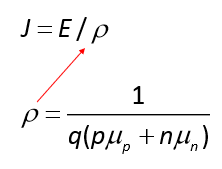 J = E / ρ
ρ = 1 / q(pμₚ + nμₙ)